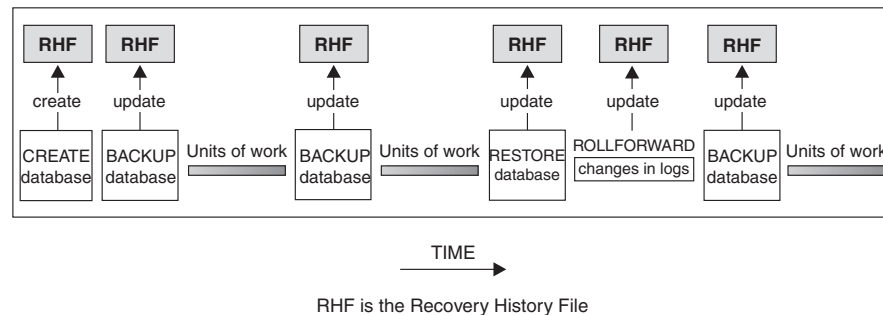 RHF RHF RHF RHF RHF RHF
create update update update update update
CREATE
database
BACKUP
database
Units of work
BACKUP
database
Units of work
RESTORE
database
ROLLFORWARD
changes in logs
BACKUP
database
Units of work
TIME
RHF is the Recovery History File